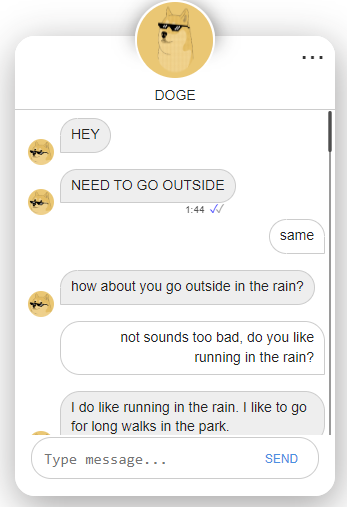 ...
DOGE
HEY
NEED TO GO OUTSIDE
1:44
same
how about you go outside in the rain?
not sounds too bad, do you like
running in the rain?
I do like running in the rain. I like to go
for long walks in the park.
Type message...
SEND